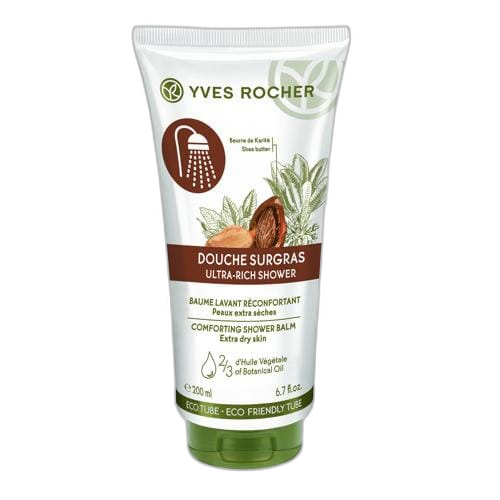 YVES ROCHER
Beurre de Karité
Shea butter
DOUCHE SURGRAS
ULTRA-RICH SHOWER
BAUME LAVANT RÉCONFORTANT
Peaux extra sèches
COMFORTING SHOWER BALM
Extra dry skin
2/3 d'Huile Végétale
of Botanical Oil
e 200 ml 6.7 fl.oz.
ECO TUBE • ECO FRIENDLY TUBE